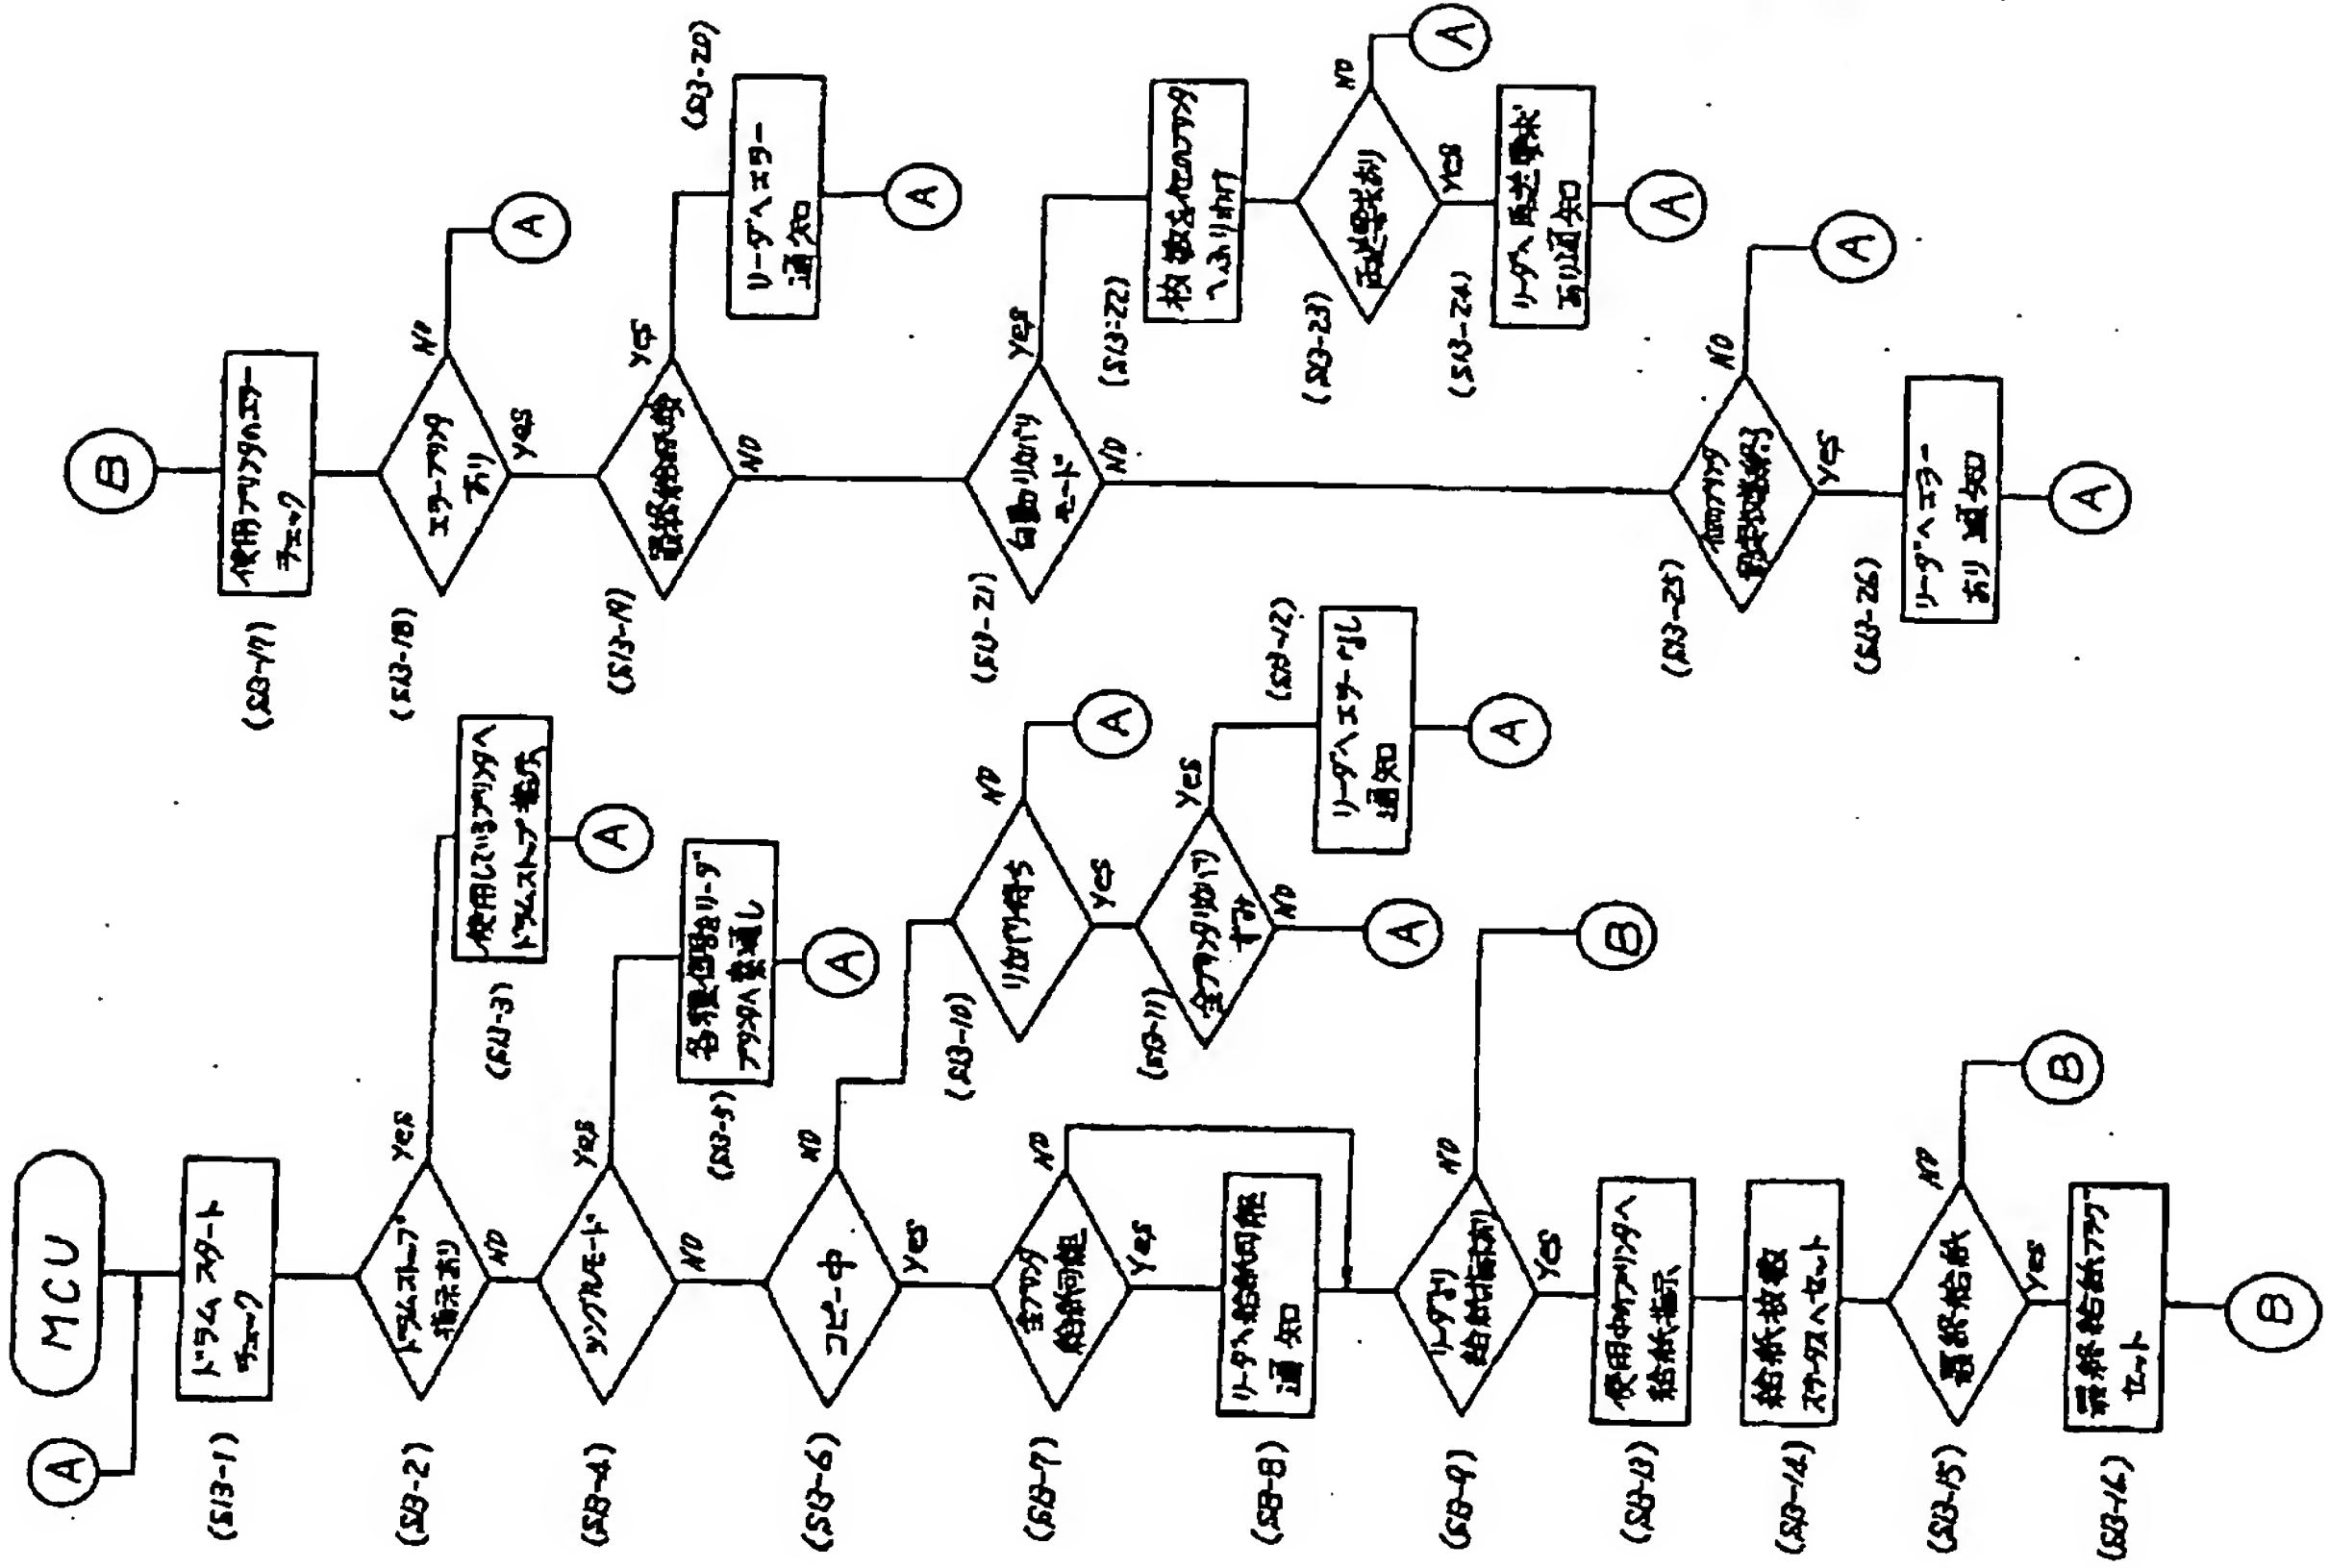 MCU
A
(S13-1)
ドラムスタート
チェック
(S13-2)
ドラムストップ
指示あり
Yes
NO
(S13-3)
使用しているプリンタへ
ドラムストップ指示
A
(S13-4)
シングルモード
Yes
NO
(S13-5)
各種信号はリーダ
プリンタへ素通し
A
(S13-6)
コピー中
NO
Yes
(S13-7)
全プリンタ
給紙可能
NO
Yes
(S13-8)
リーダへ給紙可能
通知
(S13-9)
リーダより
給紙指示あり
NO
Yes
B
(S13-10)
リカバリ待ち
NO
A
Yes
(S13-11)
全プリンタリカバリ
NO
A
Yes
(S13-12)
リーダへエラーなし
通知
A
(S13-13)
使用中のプリンタへ
給紙指示
(S13-14)
給紙枚数
ステータスへセット
(S13-15)
最終給紙
NO
B
Yes
(S13-16)
最終給紙フラグ
セット
B
B
(S13-17)
使用プリンタへエラー
チェック
(S13-18)
エラープリンタ
あり
NO
A
Yes
(S13-19)
最終給紙後
Yes
NO
(S13-20)
リーダへエラー
通知
A
(S13-21)
自動リカバリ
モード
Yes
NO
(S13-22)
枚数を他のプリンタ
へふりわけ
(S13-23)
再送要求あり
NO
A
Yes
(S13-24)
リーダへ再送要求
あり通知
A
(S13-25)
他のプリンタ
NO
A
Yes
(S13-26)
リーダへエラー
あり通知
A